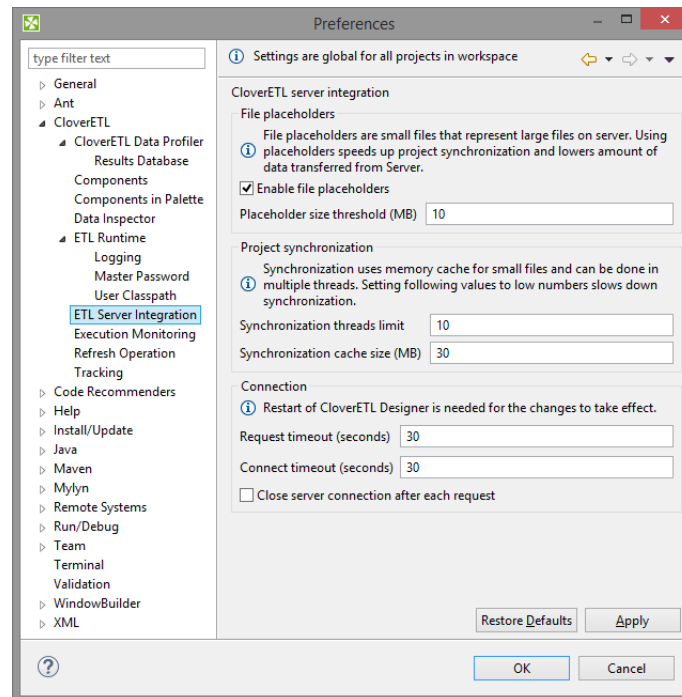 Preferences
type filter text
General
Ant
CloverETL
CloverETL Data Profiler
Results Database
Components
Components in Palette
Data Inspector
ETL Runtime
Logging
Master Password
User Classpath
ETL Server Integration
Execution Monitoring
Refresh Operation
Tracking
Code Recommenders
Help
Install/Update
Java
Maven
Mylyn
Remote Systems
Run/Debug
Team
Terminal
Validation
WindowBuilder
XML
Settings are global for all projects in workspace
CloverETL server integration
File placeholders
File placeholders are small files that represent large files on server. Using
placeholders speeds up project synchronization and lowers amount of
data transferred from Server.
Enable file placeholders
Placeholder size threshold (MB) 10
Project synchronization
Synchronization uses memory cache for small files and can be done in
multiple threads. Setting following values to low numbers slows down
synchronization.
Synchronization threads limit 10
Synchronization cache size (MB) 30
Connection
Restart of CloverETL Designer is needed for the changes to take effect.
Request timeout (seconds) 30
Connect timeout (seconds) 30
Close server connection after each request
Restore Defaults Apply
OK Cancel